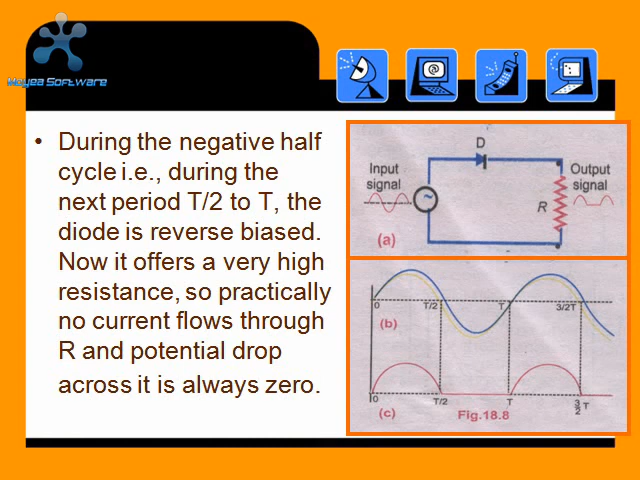 Moyea Software
• During the negative half
cycle i.e., during the
next period T/2 to T, the
diode is reverse biased.
Now it offers a very high
resistance, so practically
no current flows through
R and potential drop
across it is always zero.
D
Input
signal
~
R
Output
signal
(a)
0 T/2 T 3/2T
(b)
0 T/2 T 3/2 T
(c)
Fig.18.8